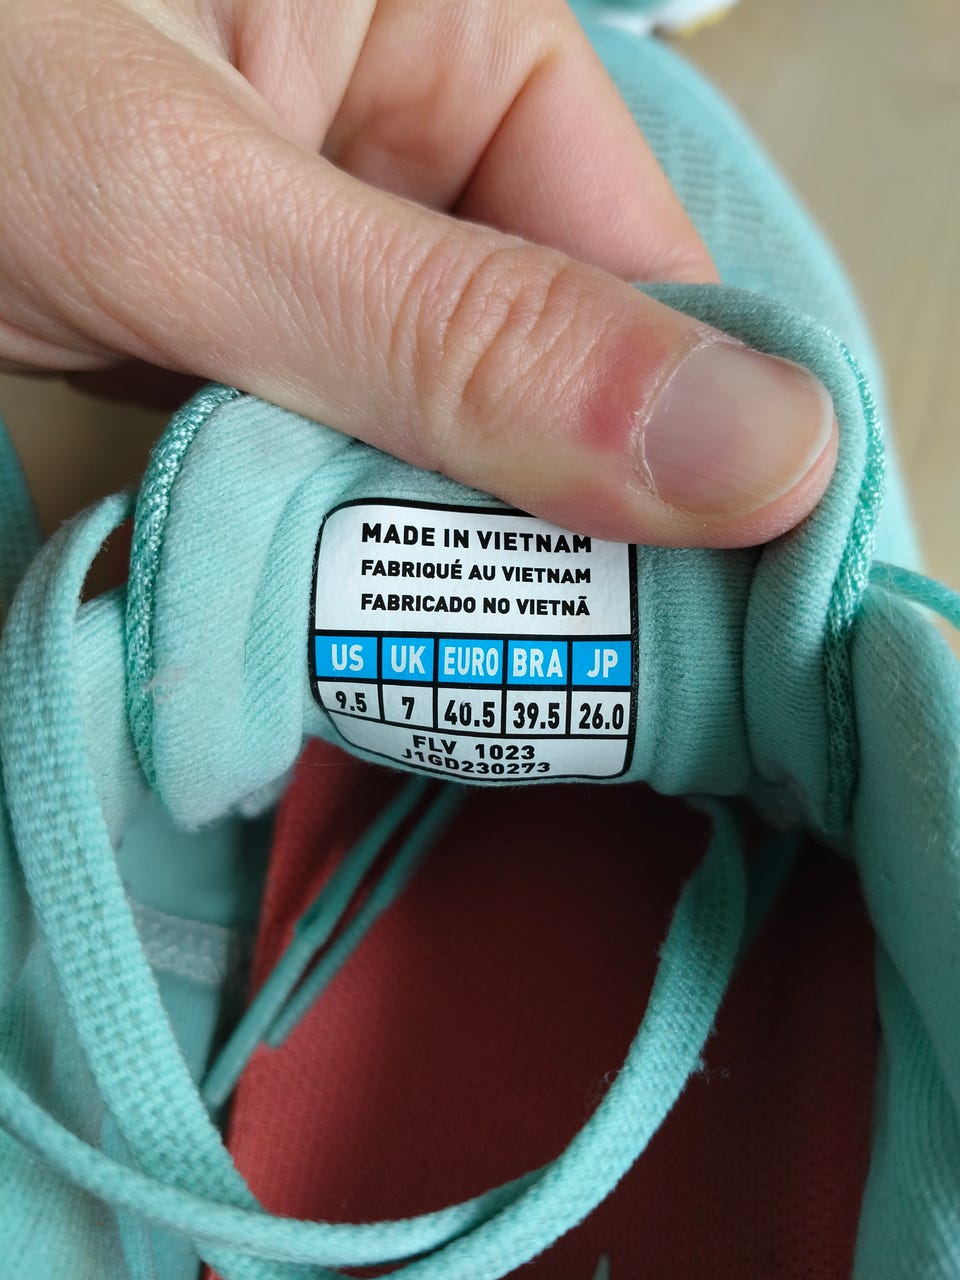 MADE IN VIETNAM
FABRIQUÉ AU VIETNAM
FABRICADO NO VIETNÃ
US UK EURO BRA JP
9.5 7 40.5 39.5 26.0
FLV 1023
J1GD230273